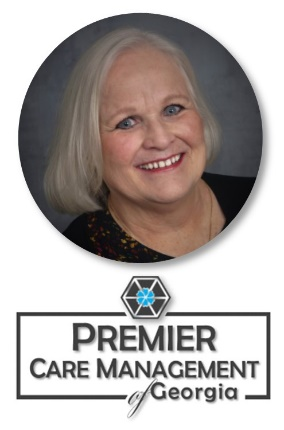 PREMIER
CARE MANAGEMENT
of Georgia